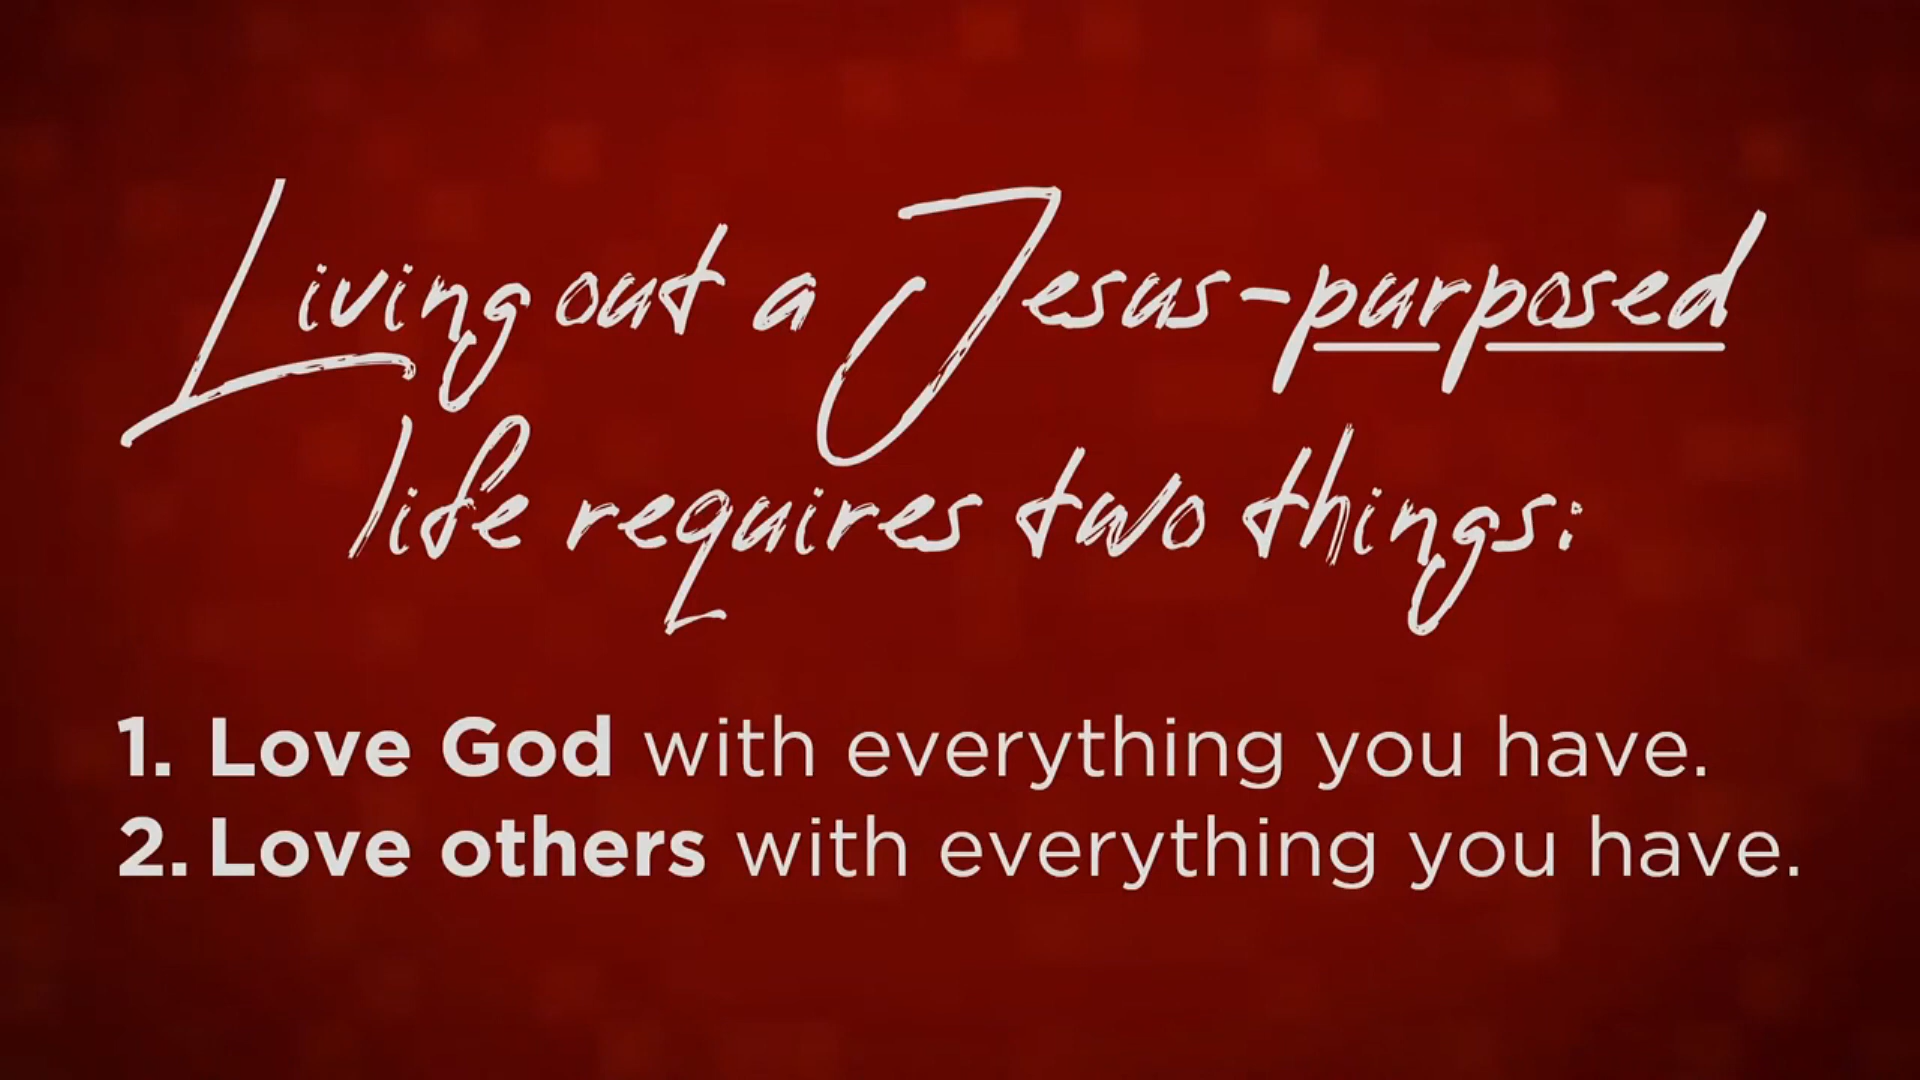 Living out a Jesus-purposed
life requires two things:
1. Love God with everything you have.
2. Love others with everything you have.